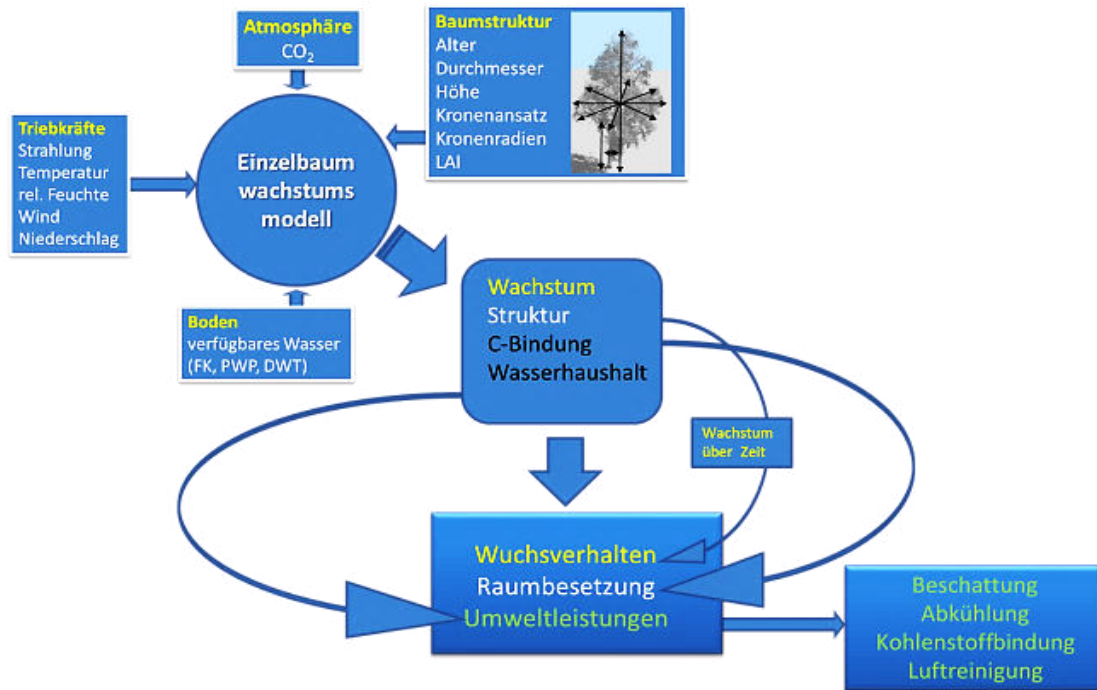 Atmosphäre
CO₂
Baumstruktur
Alter
Durchmesser
Höhe
Kronenansatz
Kronenradien
LAI
Triebkräfte
Strahlung
Temperatur
rel. Feuchte
Wind
Niederschlag
Einzelbaum
wachstums
modell
Boden
verfügbares Wasser
(FK, PWP, DWT)
Wachstum
Struktur
C-Bindung
Wasserhaushalt
Wachstum
über Zeit
Wuchsverhalten
Raumbesetzung
Umweltleistungen
Beschattung
Abkühlung
Kohlenstoffbindung
Luftreinigung